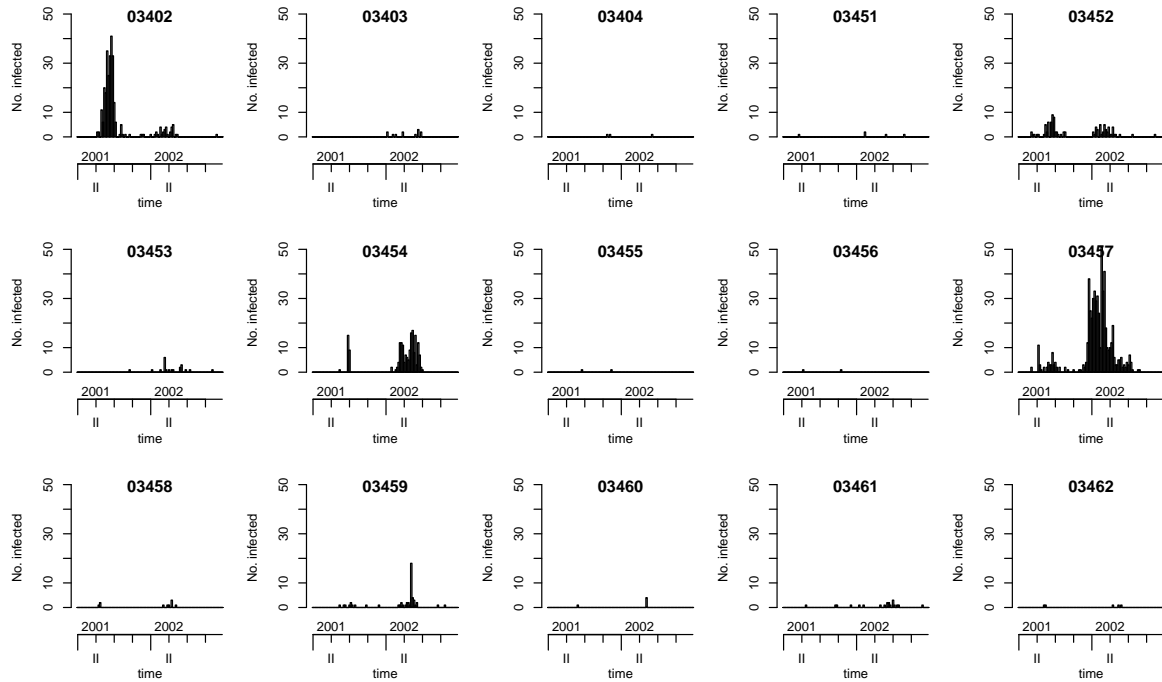 03402
No. infected
50
30
10
0
2001 2002
II II
time
03403
No. infected
50
30
10
0
2001 2002
II II
time
03404
No. infected
50
30
10
0
2001 2002
II II
time
03451
No. infected
50
30
10
0
2001 2002
II II
time
03452
No. infected
50
30
10
0
2001 2002
II II
time
03453
No. infected
50
30
10
0
2001 2002
II II
time
03454
No. infected
50
30
10
0
2001 2002
II II
time
03455
No. infected
50
30
10
0
2001 2002
II II
time
03456
No. infected
50
30
10
0
2001 2002
II II
time
03457
No. infected
50
30
10
0
2001 2002
II II
time
03458
No. infected
50
30
10
0
2001 2002
II II
time
03459
No. infected
50
30
10
0
2001 2002
II II
time
03460
No. infected
50
30
10
0
2001 2002
II II
time
03461
No. infected
50
30
10
0
2001 2002
II II
time
03462
No. infected
50
30
10
0
2001 2002
II II
time